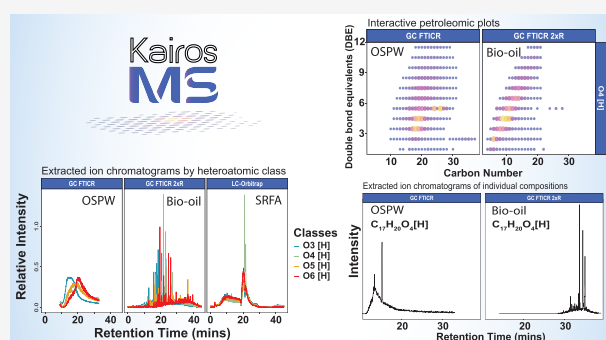 Kairos
MS
Interactive petroleomic plots
GC FTICR
GC FTICR 2xR
OSPW
Bio-oil
Double bond equivalents (DBE)
12
9
6
3
O4 [H]
10 20 30
10 20 30
Carbon Number
Extracted ion chromatograms by heteroatomic class
GC FTICR
GC FTICR 2xR
LC-Orbitrap
OSPW
Bio-oil
SRFA
Relative Intensity
1.0
0.5
0.0
0 20 40
0 20 40
0 20 40
Retention Time (mins)
Classes
O3 [H]
O4 [H]
O5 [H]
O6 [H]
Extracted ion chromatograms of individual compositions
GC FTICR
GC FTICR 2xR
OSPW
C₁₇H₂₀O₄[H]
Bio-oil
C₁₇H₂₀O₄[H]
Intensity
20 30
20 30
Retention Time (mins)